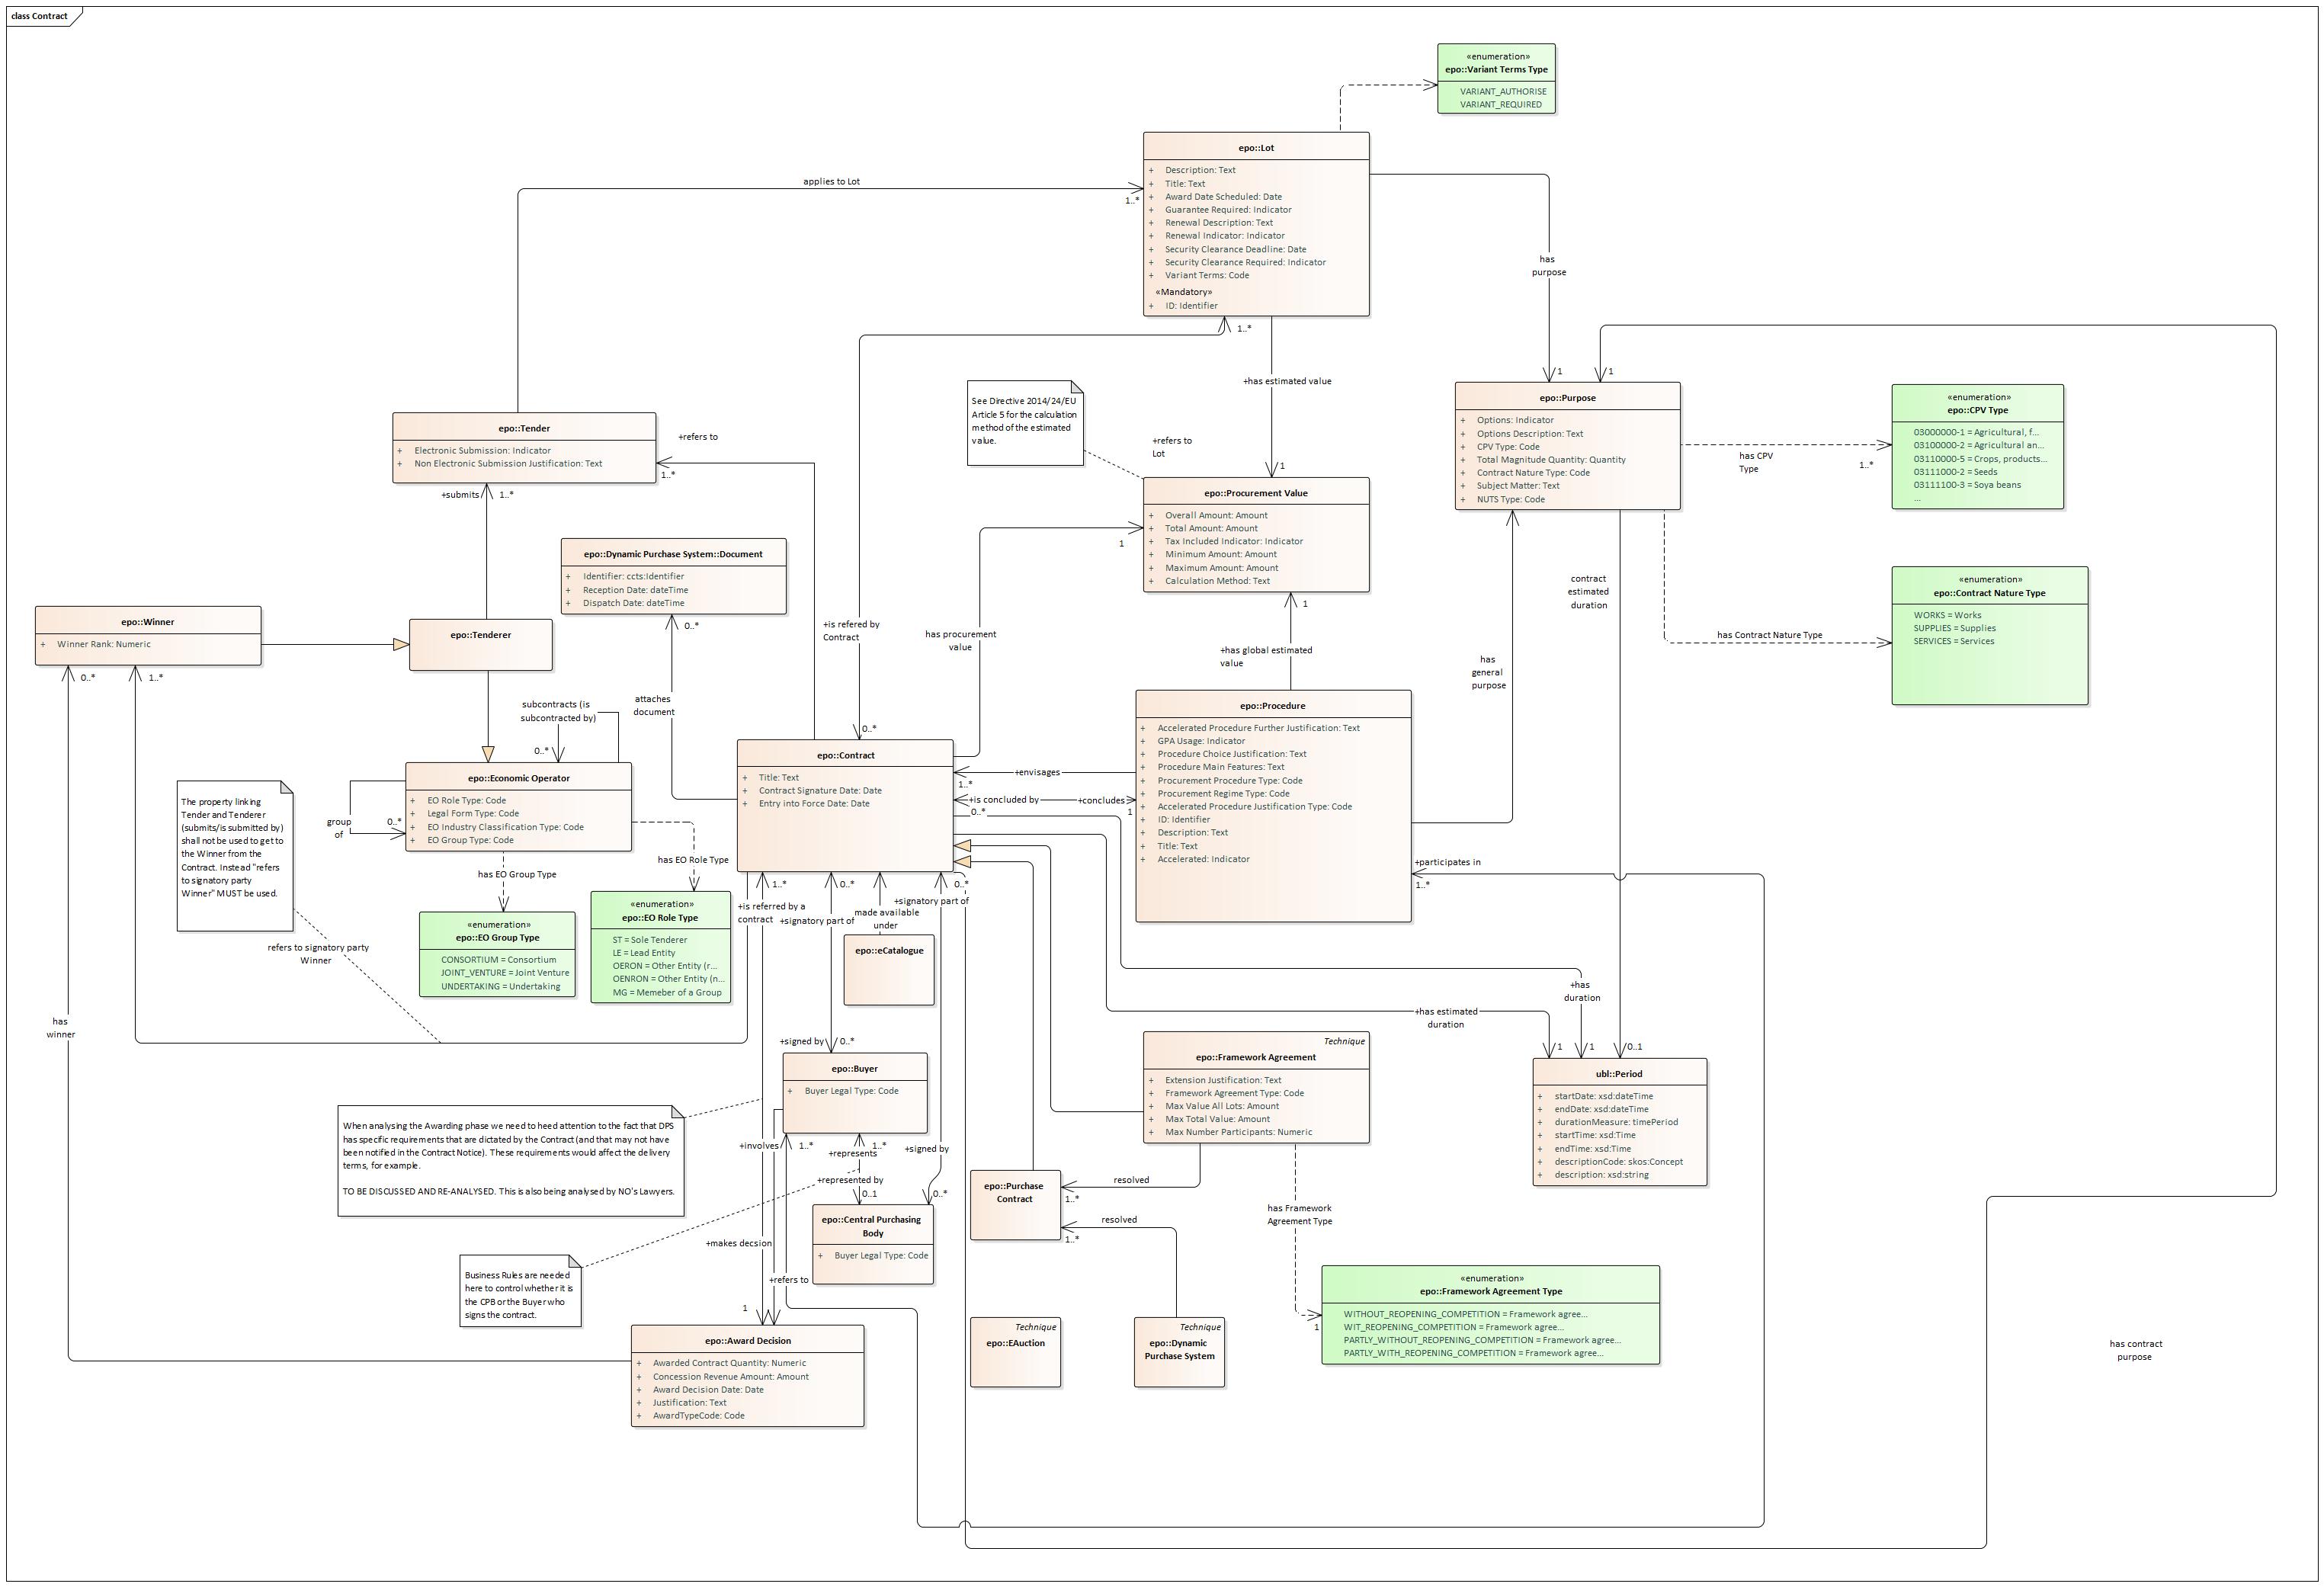 class Contract
«enumeration»
epo::Variant Terms Type
VARIANT_AUTHORISE
VARIANT_REQUIRED
epo::Lot
+ Description: Text
+ Title: Text
+ Award Date Scheduled: Date
+ Guarantee Required: Indicator
+ Renewal Description: Text
+ Renewal Indicator: Indicator
+ Security Clearance Deadline: Date
+ Security Clearance Required: Indicator
+ Variant Terms: Code
«Mandatory»
+ ID: Identifier
applies to Lot
1..*
has
purpose
1..*
1
1
+has estimated value
See Directive 2014/24/EU
Article 5 for the calculation
method of the estimated
value.
+refers to
Lot
1
epo::Purpose
+ Options: Indicator
+ Options Description: Text
+ CPV Type: Code
+ Total Magnitude Quantity: Quantity
+ Contract Nature Type: Code
+ Subject Matter: Text
+ NUTS Type: Code
has CPV
Type
1..*
«enumeration»
epo::CPV Type
03000000-1 = Agricultural, f...
03100000-2 = Agricultural an...
03110000-5 = Crops, products...
03111000-2 = Seeds
03111100-3 = Soya beans
...
epo::Tender
+ Electronic Submission: Indicator
+ Non Electronic Submission Justification: Text
+refers to
1..*
+submits
1..*
epo::Procurement Value
+ Overall Amount: Amount
+ Total Amount: Amount
+ Tax Included Indicator: Indicator
+ Minimum Amount: Amount
+ Maximum Amount: Amount
+ Calculation Method: Text
1
1
epo::Dynamic Purchase System::Document
+ Identifier: ccts:Identifier
+ Reception Date: dateTime
+ Dispatch Date: dateTime
0..*
contract
estimated
duration
«enumeration»
epo::Contract Nature Type
WORKS = Works
SUPPLIES = Supplies
SERVICES = Services
has Contract Nature Type
epo::Winner
+ Winner Rank: Numeric
0..*
1..*
epo::Tenderer
+is refered by
Contract
has procurement
value
+has global estimated
value
has
general
purpose
attaches
document
subcontracts (is
subcontracted by)
0..*
epo::Economic Operator
+ EO Role Type: Code
+ Legal Form Type: Code
+ EO Industry Classification Type: Code
+ EO Group Type: Code
group
of
0..*
The property linking
Tender and Tenderer
(submits/is submitted by)
shall not be used to get to
the Winner from the
Contract. Instead "refers
to signatory party
Winner" MUST be used.
0..*
epo::Contract
+ Title: Text
+ Contract Signature Date: Date
+ Entry into Force Date: Date
+envisages
1..*
+is concluded by
+concludes
0..*
1
epo::Procedure
+ Accelerated Procedure Further Justification: Text
+ GPA Usage: Indicator
+ Procedure Choice Justification: Text
+ Procedure Main Features: Text
+ Procurement Procedure Type: Code
+ Procurement Regime Type: Code
+ Accelerated Procedure Justification Type: Code
+ ID: Identifier
+ Description: Text
+ Title: Text
+ Accelerated: Indicator
+participates in
1..*
has EO Group Type
has EO Role Type
«enumeration»
epo::EO Group Type
CONSORTIUM = Consortium
JOINT_VENTURE = Joint Venture
UNDERTAKING = Undertaking
«enumeration»
epo::EO Role Type
ST = Sole Tenderer
LE = Lead Entity
OERON = Other Entity (r...
OENRON = Other Entity (n...
MG = Memeber of a Group
refers to signatory party
Winner
1..*
+is referred by a
contract
0..*
+signatory part of
made available
under
0..*
+signatory part of
epo::eCatalogue
+has
duration
+has estimated
duration
1
1
0..1
has
winner
+signed by
0..*
epo::Buyer
+ Buyer Legal Type: Code
epo::Framework Agreement
Technique
+ Extension Justification: Text
+ Framework Agreement Type: Code
+ Max Value All Lots: Amount
+ Max Total Value: Amount
+ Max Number Participants: Numeric
ubl::Period
+ startDate: xsd:dateTime
+ endDate: xsd:dateTime
+ durationMeasure: timePeriod
+ startTime: xsd:Time
+ endTime: xsd:Time
+ descriptionCode: skos:Concept
+ description: xsd:string
When analysing the Awarding phase we need to heed attention to the fact that DPS
has specific requirements that are dictated by the Contract (and that may not have
been notified in the Contract Notice). These requirements would affect the delivery
terms, for example.
TO BE DISCUSSED AND RE-ANALYSED. This is also being analysed by NO's Lawyers.
+involves
1..*
1..*
+represents
+signed by
+represented by
0..1
0..*
epo::Central Purchasing
Body
+ Buyer Legal Type: Code
epo::Purchase
Contract
resolved
1..*
resolved
1..*
has Framework
Agreement Type
+makes decsion
+refers to
Business Rules are needed
here to control whether it is
the CPB or the Buyer who
signs the contract.
1
«enumeration»
epo::Framework Agreement Type
WITHOUT_REOPENING_COMPETITION = Framework agree...
WIT_REOPENING_COMPETITION = Framework agree...
PARTLY_WITHOUT_REOPENING_COMPETITION = Framework agree...
PARTLY_WITH_REOPENING_COMPETITION = Framework agree...
1
Technique
epo::EAuction
Technique
epo::Dynamic
Purchase System
has contract
purpose
epo::Award Decision
+ Awarded Contract Quantity: Numeric
+ Concession Revenue Amount: Amount
+ Award Decision Date: Date
+ Justification: Text
+ AwardTypeCode: Code